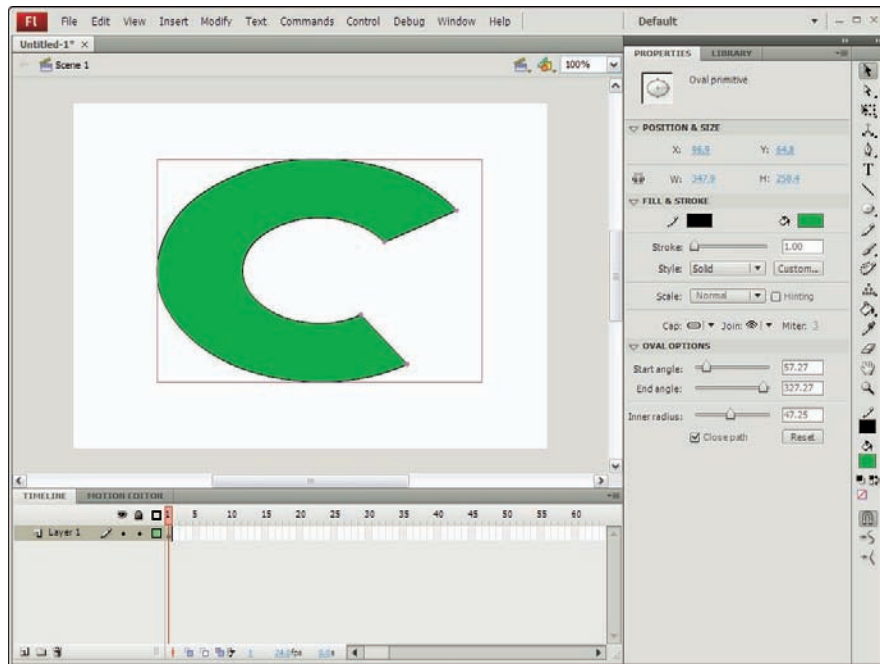 Fl File Edit View Insert Modify Text Commands Control Debug Window Help Default
Untitled-1*
Scene 1 100%
PROPERTIES LIBRARY
Oval primitive
POSITION & SIZE
X: 96.9 Y: 64.8
W: 347.9 H: 250.4
FILL & STROKE
Stroke: 1.00
Style: Solid Custom...
Scale: Normal Hinting
Cap: Join: Miter: 3
OVAL OPTIONS
Start angle: 57.27
End angle: 327.27
Inner radius: 47.25
Close path Reset
TIMELINE MOTION EDITOR
1 5 10 15 20 25 30 35 40 45 50 55 60
Layer 1
1 24.0fps 0.0s